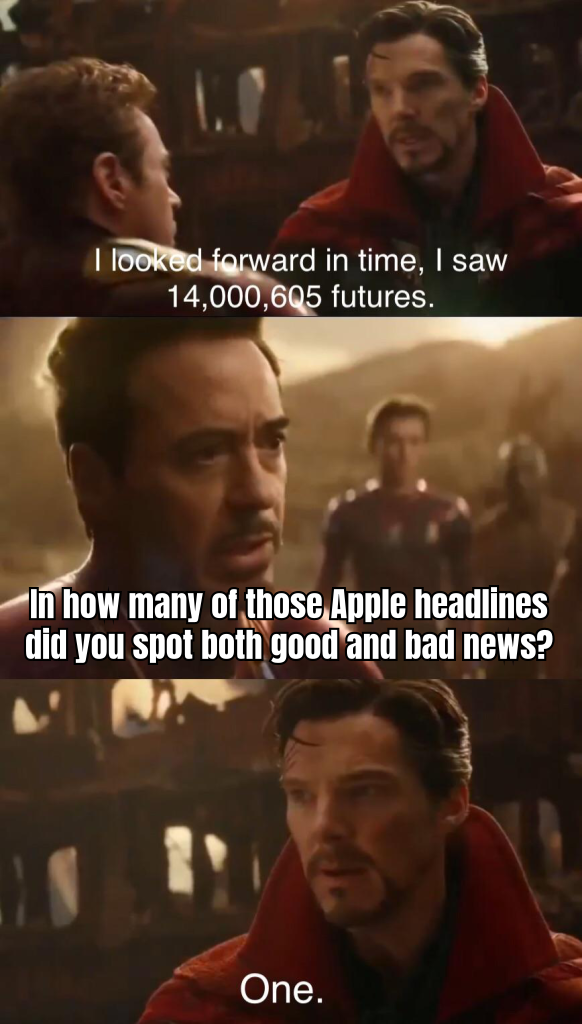 I looked forward in time, I saw
14,000,605 futures.
In how many of those Apple headlines
did you spot both good and bad news?
One.